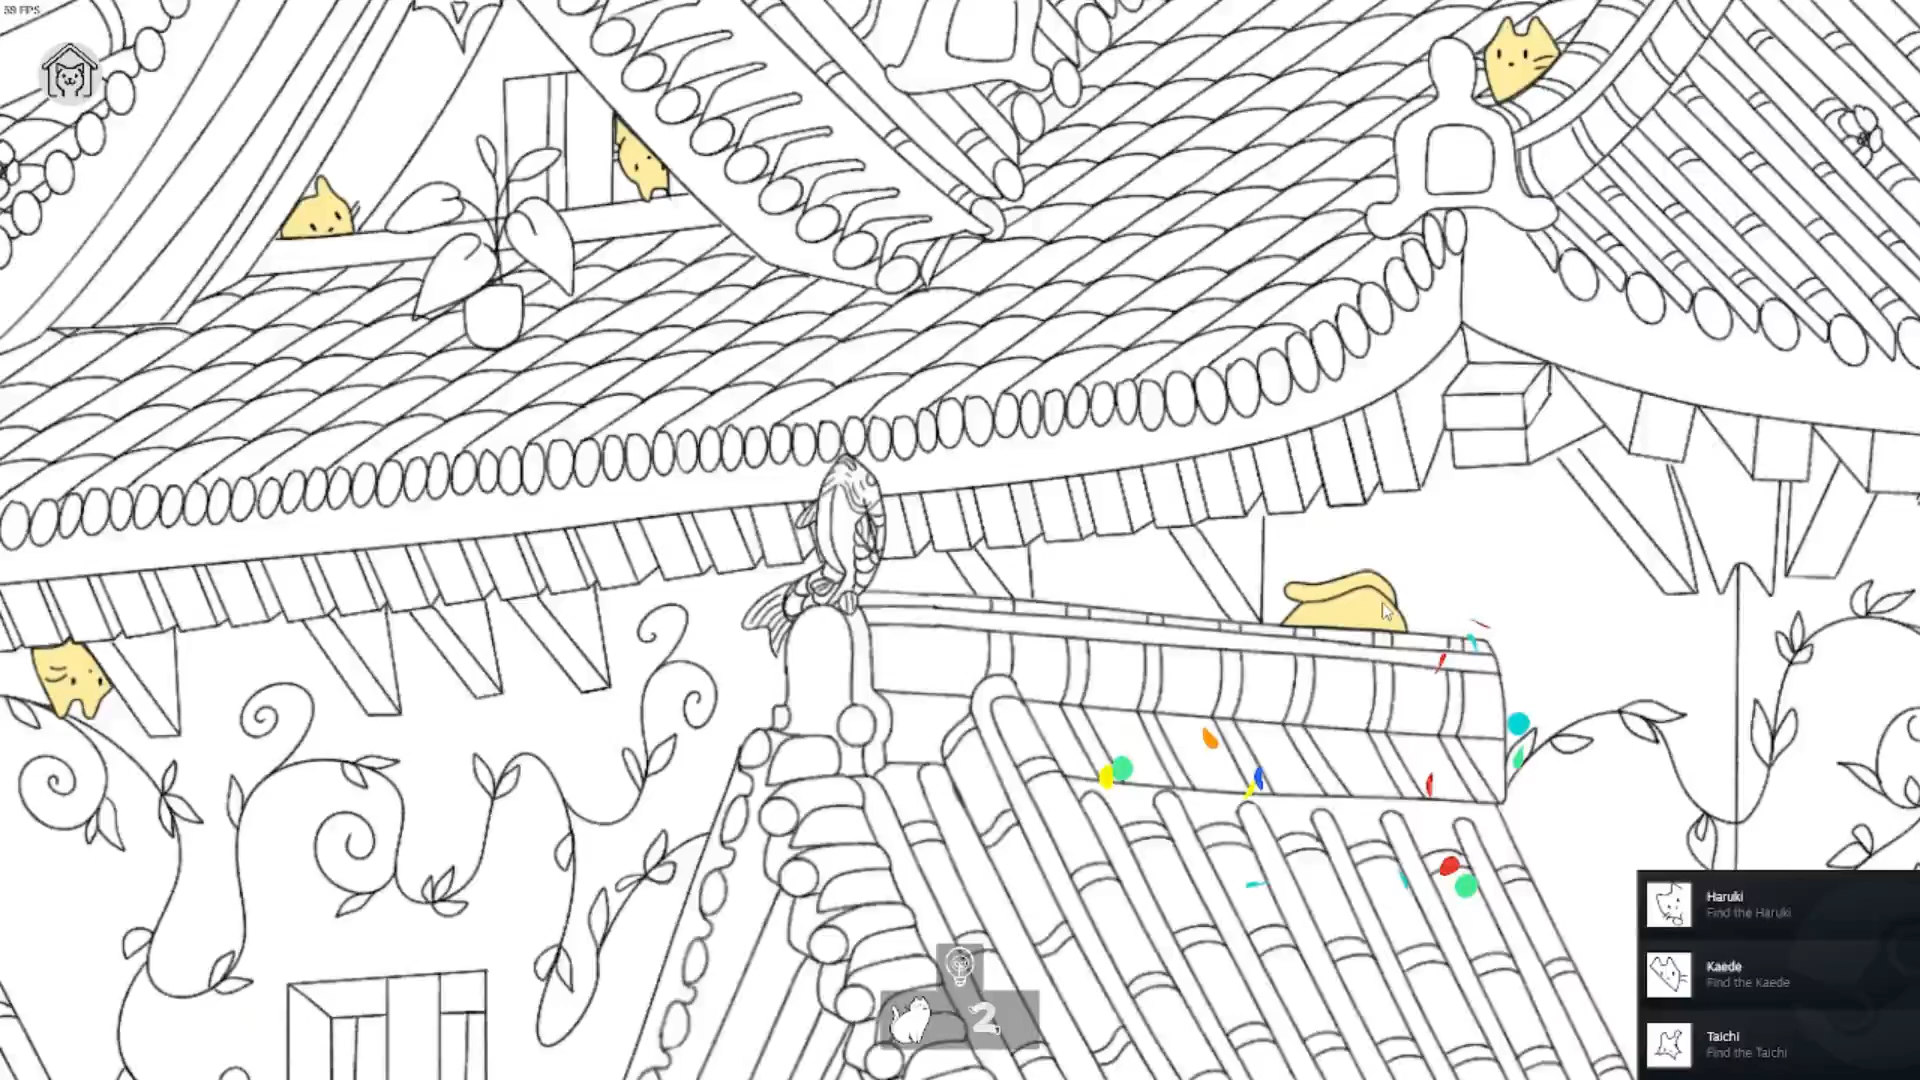 59 FPS
2
Haruki
Find the Haruki
Kaede
Find the Kaede
Taichi
Find the Taichi